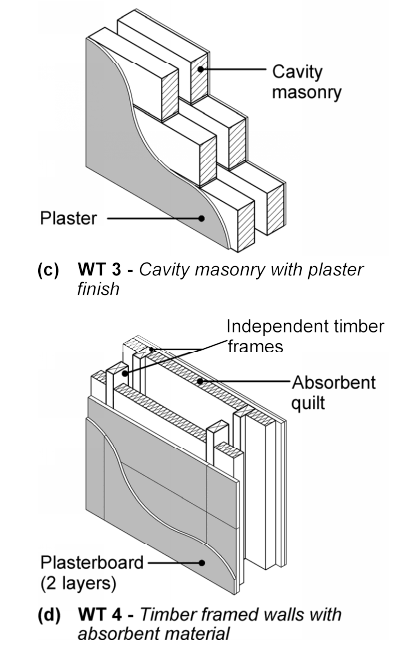 Cavity
masonry
Plaster
(c) WT 3 - Cavity masonry with plaster
finish
Independent timber
frames
Absorbent
quilt
Plasterboard
(2 layers)
(d) WT 4 - Timber framed walls with
absorbent material